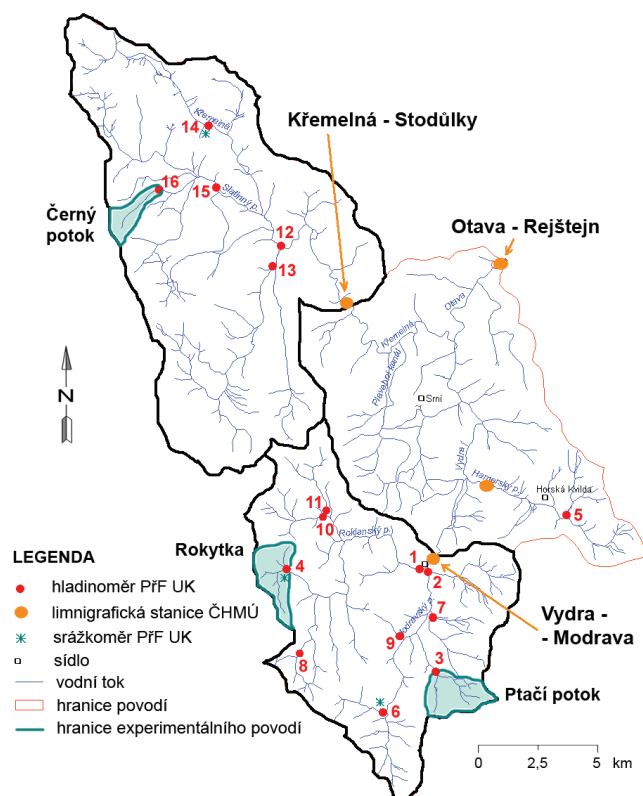 Křemelná
14
Křemelná - Stodůlky
16
15
Slatinný p.
Černý
potok
12
13
Otava - Rejštejn
Otava
Křemelná
Plavební kanál
Srní
Vydra
Hamerský p.
Horská Kvilda
5
N
11
10
Roklanský p.
Rokytka
4
1
2
7
Modravský p.
9
8
3
6
Vydra -
- Modrava
Ptačí potok
LEGENDA
hladinoměr PřF UK
limnigrafická stanice ČHMÚ
srážkoměr PřF UK
sídlo
vodní tok
hranice povodí
hranice experimentálního povodí
0 2,5 5
km